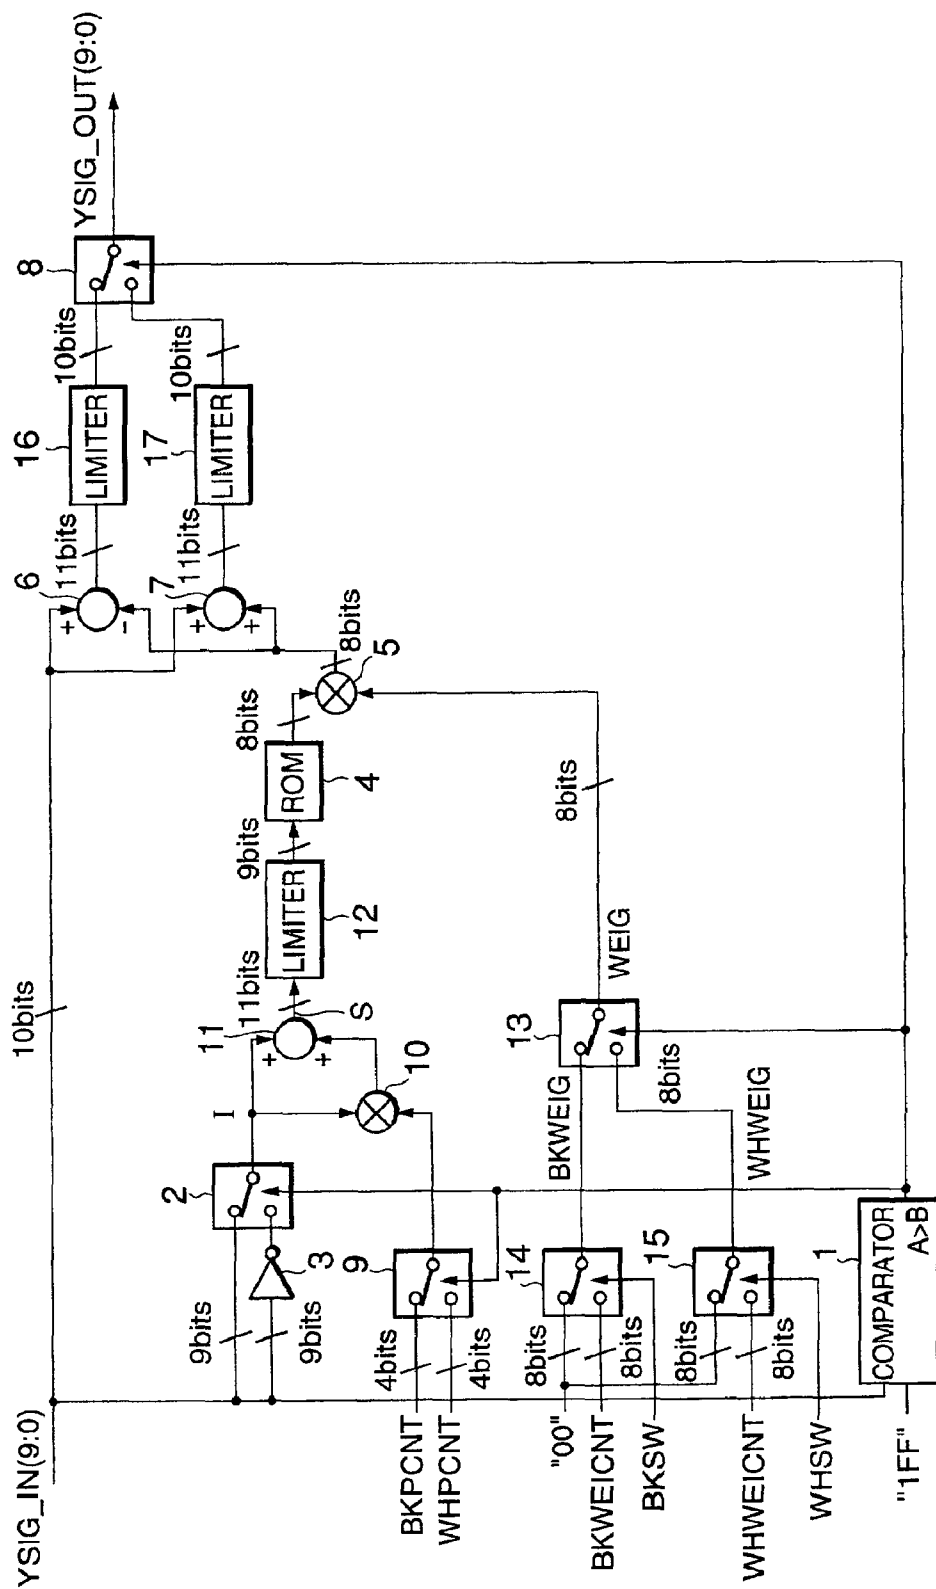 YSIG_IN(9:0)
10bits
9bits
9bits
2
3
I
BKPCNT
WHPCNT
4bits
4bits
9
10
11
+
+
S
11bits
LIMITER
12
9bits
ROM
4
8bits
5
8bits
6
+
-
7
+
+
11bits
11bits
16
LIMITER
17
LIMITER
10bits
10bits
8
YSIG_OUT(9:0)
"00"
BKWEICNT
BKSW
8bits
8bits
14
BKWEIG
WHWEICNT
WHSW
8bits
8bits
15
WHWEIG
13
8bits
WEIG
8bits
"1FF"
COMPARATOR
A>B
1